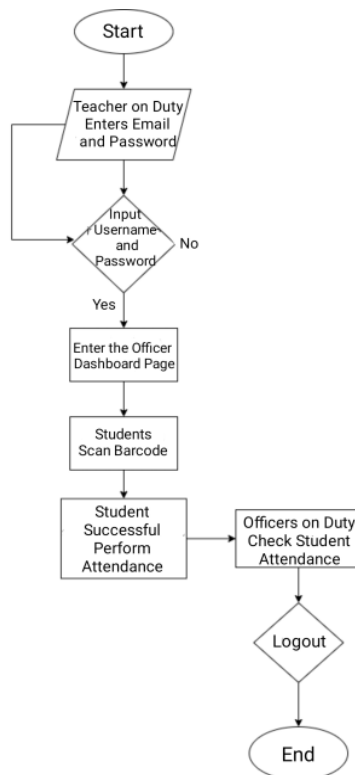 Start
Teacher on Duty
Enters Email
and Password
Input
Username
and
Password
No
Yes
Enter the Officer
Dashboard Page
Students
Scan Barcode
Student
Successful
Perform
Attendance
Officers on Duty
Check Student
Attendance
Logout
End